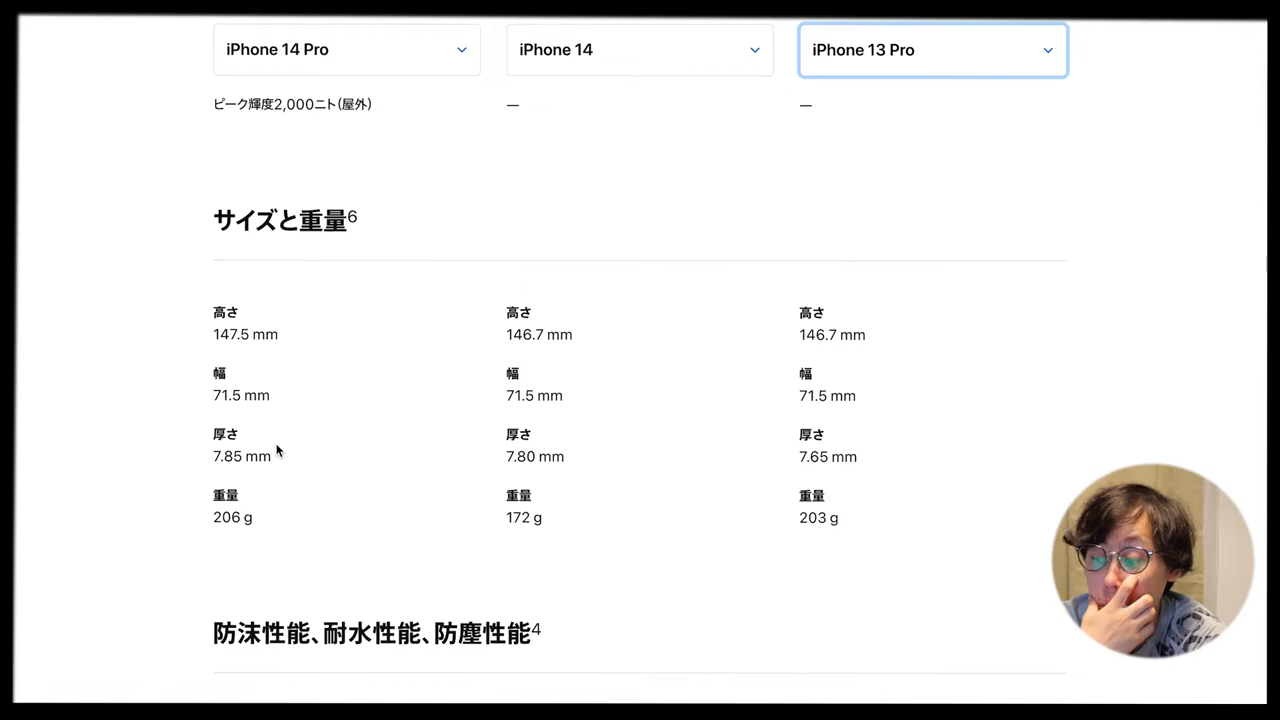 iPhone 14 Pro
iPhone 14
iPhone 13 Pro
ピーク輝度2,000ニト(屋外)
—
—
サイズと重量6
高さ
147.5 mm
高さ
146.7 mm
高さ
146.7 mm
幅
71.5 mm
幅
71.5 mm
幅
71.5 mm
厚さ
7.85 mm
厚さ
7.80 mm
厚さ
7.65 mm
重量
206 g
重量
172 g
重量
203 g
防沫性能、耐水性能、防塵性能4